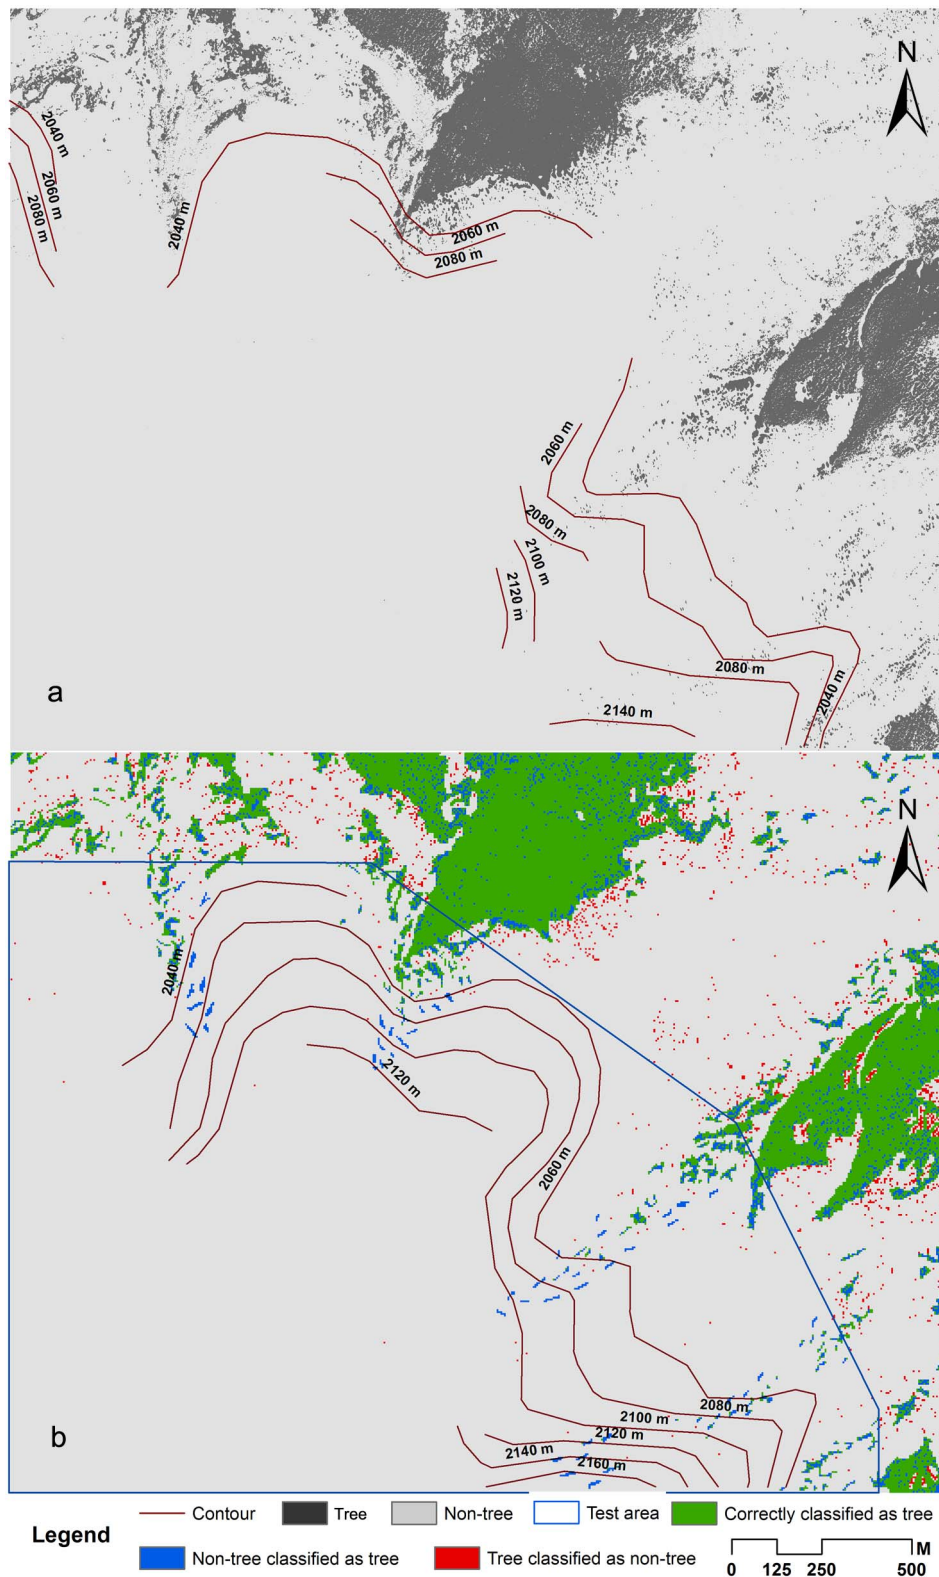 N
2040 m
2060 m
2080 m
2040 m
2060 m
2080 m
2060 m
2080 m
2100 m
2120 m
2080 m
2040 m
2140 m
a
N
2040 m
2120 m
2060 m
2080 m
2100 m
2120 m
2140 m
2160 m
b
Legend
Contour Tree Non-tree Test area Correctly classified as tree
Non-tree classified as tree Tree classified as non-tree
M
0 125 250 500